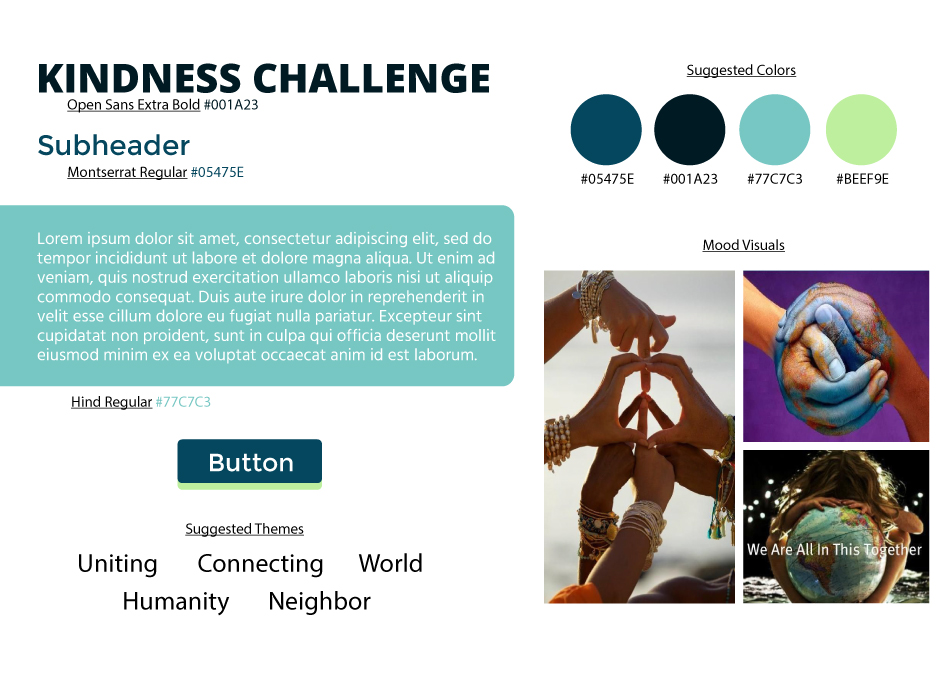 KINDNESS CHALLENGE
Open Sans Extra Bold #001A23
Subheader
Montserrat Regular #05475E
Lorem ipsum dolor sit amet, consectetur adipiscing elit, sed do
tempor incididunt ut labore et dolore magna aliqua. Ut enim ad
veniam, quis nostrud exercitation ullamco laboris nisi ut aliquip
commodo consequat. Duis aute irure dolor in reprehenderit in
velit esse cillum dolore eu fugiat nulla pariatur. Excepteur sint
cupidatat non proident, sunt in culpa qui officia deserunt mollit
eiusmod minim ex ea voluptat occaecat anim id est laborum.
Hind Regular #77C7C3
Button
Suggested Themes
Uniting Connecting World
Humanity Neighbor
Suggested Colors
#05475E #001A23 #77C7C3 #BEEF9E
Mood Visuals
We Are All In This Together